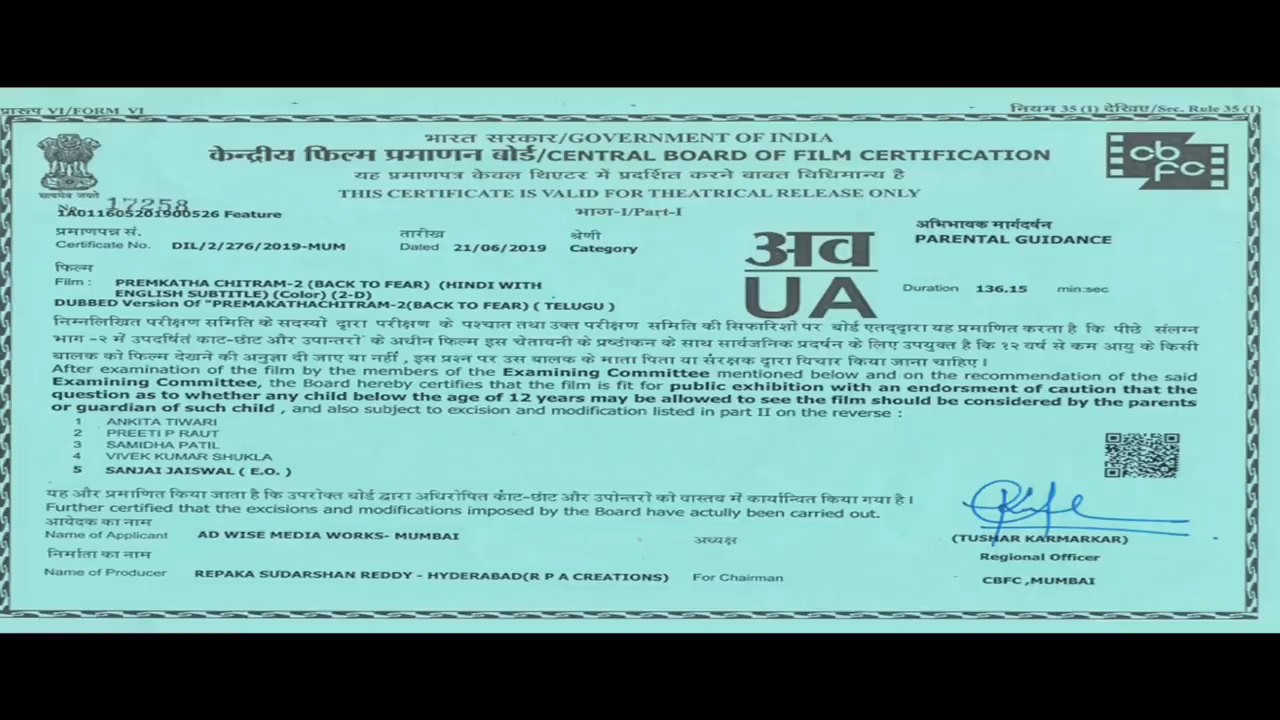 प्रारूप VI/FORM VI
नियम 35 (1) देखिए/Sec. Rule 35 (1)
भारत सरकार/GOVERNMENT OF INDIA
केन्द्रीय फिल्म प्रमाणन बोर्ड/CENTRAL BOARD OF FILM CERTIFICATION
cbfc
यह प्रमाणपत्र केवल थिएटर में प्रदर्शित करने बाबत विधिमान्य है
सत्यमेव जयते
THIS CERTIFICATE IS VALID FOR THEATRICAL RELEASE ONLY
No. 17258
1A011605201900526 Feature
भाग-I/Part-I
प्रमाणपत्र सं. तारीख श्रेणी
Certificate No. DIL/2/276/2019-MUM Dated 21/06/2019 Category
अव
UA
अभिभावक मार्गदर्शन
PARENTAL GUIDANCE
फिल्म
Film : PREMKATHA CHITRAM-2 (BACK TO FEAR) (HINDI WITH
ENGLISH SUBTITLE) (Color) (2-D)
Duration 136.15 min:sec
DUBBED Version Of "PREMAKATHACHITRAM-2(BACK TO FEAR) ( TELUGU )
निम्नलिखित परीक्षण समिति के सदस्यों द्वारा परीक्षण के पश्चात तथा उक्त परीक्षण समिति की सिफारिशो पर बोर्ड एतद्द्वारा यह प्रमाणित करता है कि पीछे संलग्न
भाग -२ में उपदर्षित काट-छाँट और उपान्तरों के अधीन फिल्म इस चेतावनी के प्रष्ठांकन के साथ सार्वजनिक प्रदर्षन के लिए उपयुक्त है कि १२ वर्ष से कम आयु के किसी
बालक को फिल्म देखने की अनुज्ञा दी जाए या नहीं , इस प्रश्न पर उस बालक के माता पिता या संरक्षक द्वारा विचार किया जाना चाहिए ।
After examination of the film by the members of the Examining Committee mentioned below and on the recommendation of the said
Examining Committee, the Board hereby certifies that the film is fit for public exhibition with an endorsement of caution that the
question as to whether any child below the age of 12 years may be allowed to see the film should be considered by the parents
or guardian of such child , and also subject to excision and modification listed in part II on the reverse :
1 ANKITA TIWARI
2 PREETI P RAUT
3 SAMIDHA PATIL
4 VIVEK KUMAR SHUKLA
5 SANJAI JAISWAL ( E.O. )
यह और प्रमाणित किया जाता है कि उपरोक्त बोर्ड द्वारा अधिरोपित काँट-छाँट और उपोन्तरों को वास्तव में कार्यान्वित किया गया है ।
Further certified that the excisions and modifications imposed by the Board have actully been carried out.
आवेदक का नाम
Name of Applicant AD WISE MEDIA WORKS- MUMBAI
अध्यक्ष
(TUSHAR KARMARKAR)
निर्माता का नाम
Regional Officer
Name of Producer REPAKA SUDARSHAN REDDY - HYDERABAD(R P A CREATIONS) For Chairman
CBFC ,MUMBAI